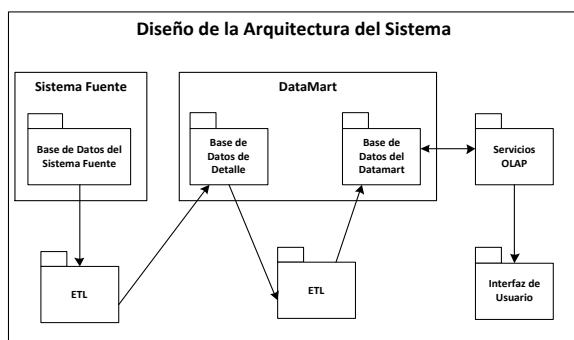 Diseño de la Arquitectura del Sistema
Sistema Fuente
DataMart
Base de Datos del
Sistema Fuente
Base de
Datos de
Detalle
Base de
Datos del
Datamart
Servicios
OLAP
ETL
ETL
Interfaz de
Usuario